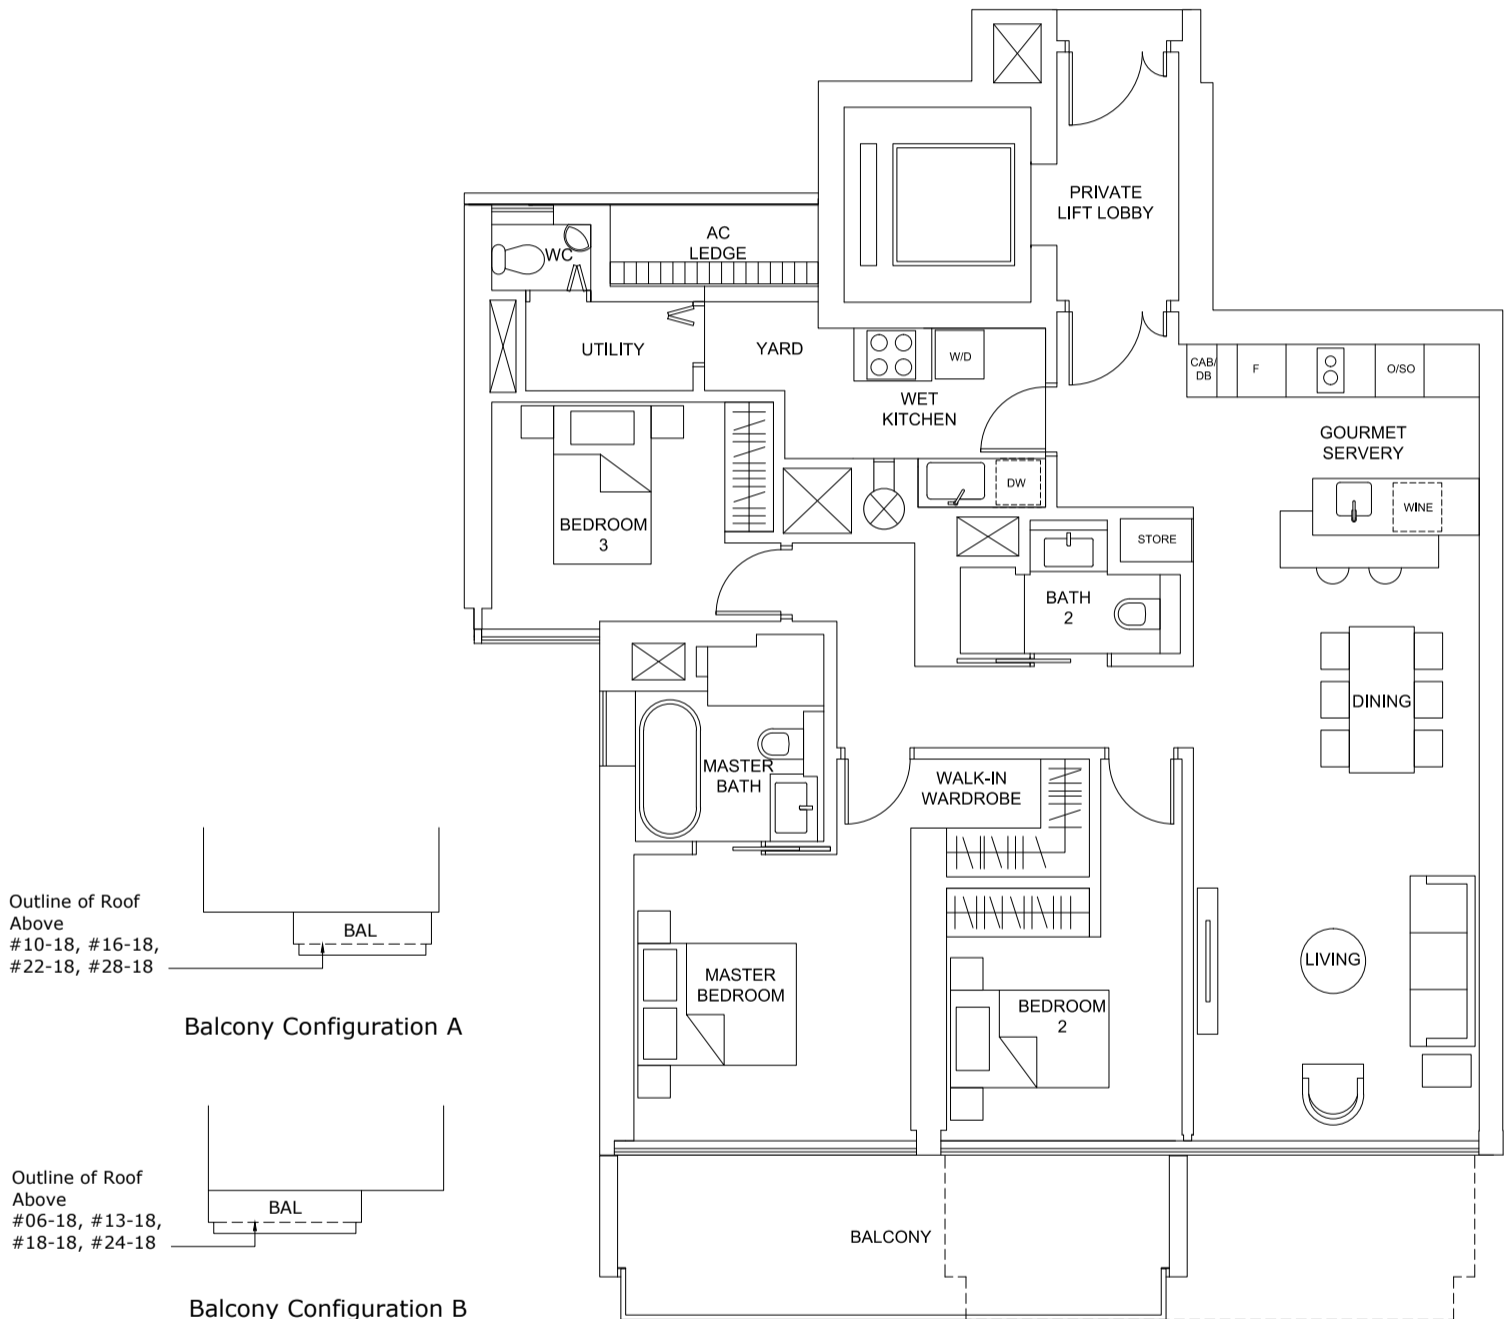 PRIVATE
LIFT LOBBY
AC
LEDGE
WC
UTILITY
YARD
W/D
WET
KITCHEN
CAB/
DB
F
O/SO
GOURMET
SERVERY
WINE
DW
STORE
BEDROOM
3
BATH
2
DINING
MASTER
BATH
WALK-IN
WARDROBE
LIVING
MASTER
BEDROOM
BEDROOM
2
BALCONY
Outline of Roof
Above
#10-18, #16-18,
#22-18, #28-18
BAL
Balcony Configuration A
Outline of Roof
Above
#06-18, #13-18,
#18-18, #24-18
BAL
Balcony Configuration B